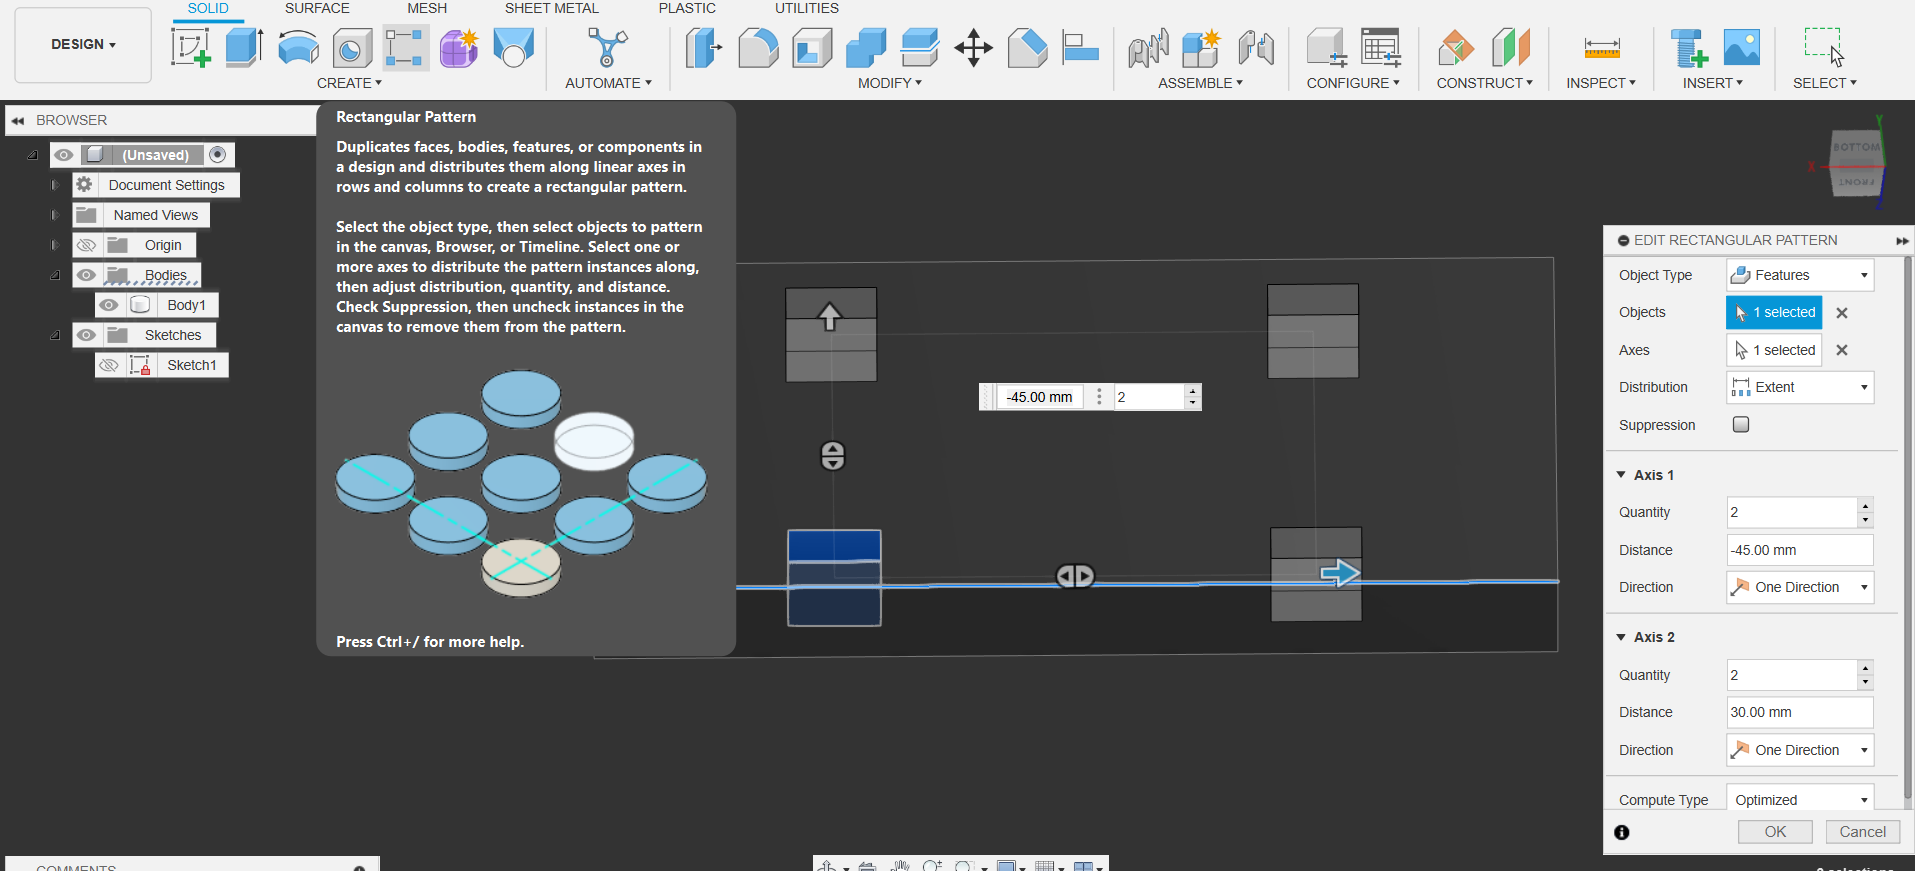 SOLID SURFACE MESH SHEET METAL PLASTIC UTILITIES
DESIGN
CREATE AUTOMATE MODIFY ASSEMBLE CONFIGURE CONSTRUCT INSPECT INSERT SELECT
BROWSER
(Unsaved)
Document Settings
Named Views
Origin
Bodies
Body1
Sketches
Sketch1
Rectangular Pattern
Duplicates faces, bodies, features, or components in
a design and distributes them along linear axes in
rows and columns to create a rectangular pattern.
Select the object type, then select objects to pattern
in the canvas, Browser, or Timeline. Select one or
more axes to distribute the pattern instances along,
then adjust distribution, quantity, and distance.
Check Suppression, then uncheck instances in the
canvas to remove them from the pattern.
Press Ctrl+/ for more help.
-45.00 mm 2
Y
BOTTOM
X
FRONT
Z
EDIT RECTANGULAR PATTERN
Object Type Features
Objects 1 selected
Axes 1 selected
Distribution Extent
Suppression
Axis 1
Quantity 2
Distance -45.00 mm
Direction One Direction
Axis 2
Quantity 2
Distance 30.00 mm
Direction One Direction
Compute Type Optimized
OK Cancel
COMMENTS
selections